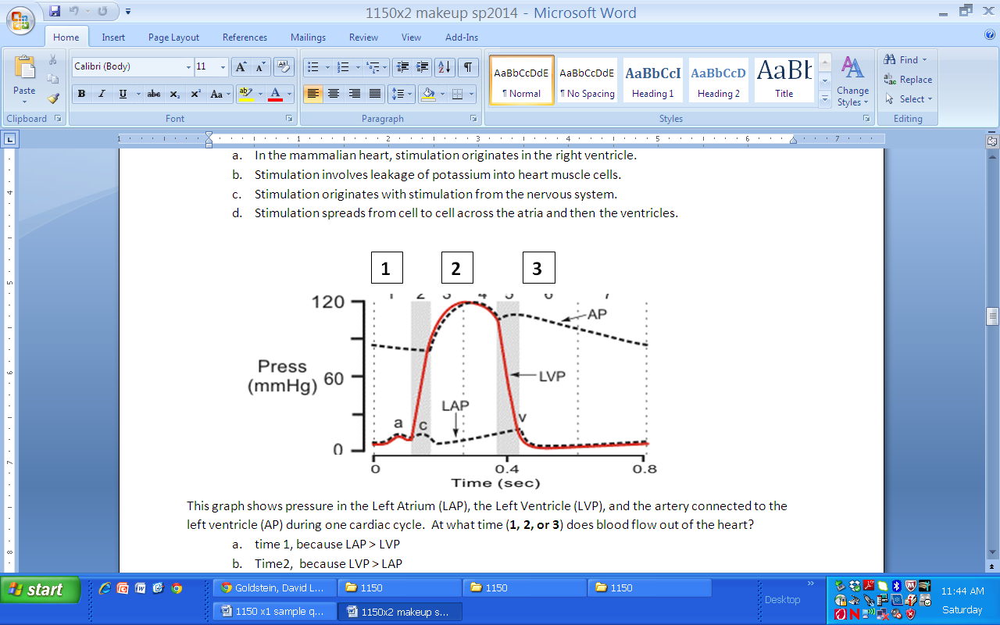 1150x2 makeup sp2014 - Microsoft Word
Home Insert Page Layout References Mailings Review View Add-Ins
Paste
Calibri (Body) 11
AaBbCcDdE AaBbCcDdE AaBbCcI AaBbCcD AaBb
¶ Normal ¶ No Spacing Heading 1 Heading 2 Title
Change Styles
Find
Replace
Select
Clipboard Font Paragraph Styles Editing
a. In the mammalian heart, stimulation originates in the right ventricle.
b. Stimulation involves leakage of potassium into heart muscle cells.
c. Stimulation originates with stimulation from the nervous system.
d. Stimulation spreads from cell to cell across the atria and then the ventricles.
1 2 3
1 2 3 4 5 6 7
120
AP
Press
(mmHg) 60
LVP
LAP
a c v
0
0 0.4 0.8
Time (sec)
This graph shows pressure in the Left Atrium (LAP), the Left Ventricle (LVP), and the artery connected to the
left ventricle (AP) during one cardiac cycle. At what time (1, 2, or 3) does blood flow out of the heart?
a. time 1, because LAP > LVP
b. Time2, because LVP > LAP
start
Goldstein, David L... 1150 1150 1150
1150 x1 sample q... 1150x2 makeup s...
Desktop
11:44 AM
Saturday